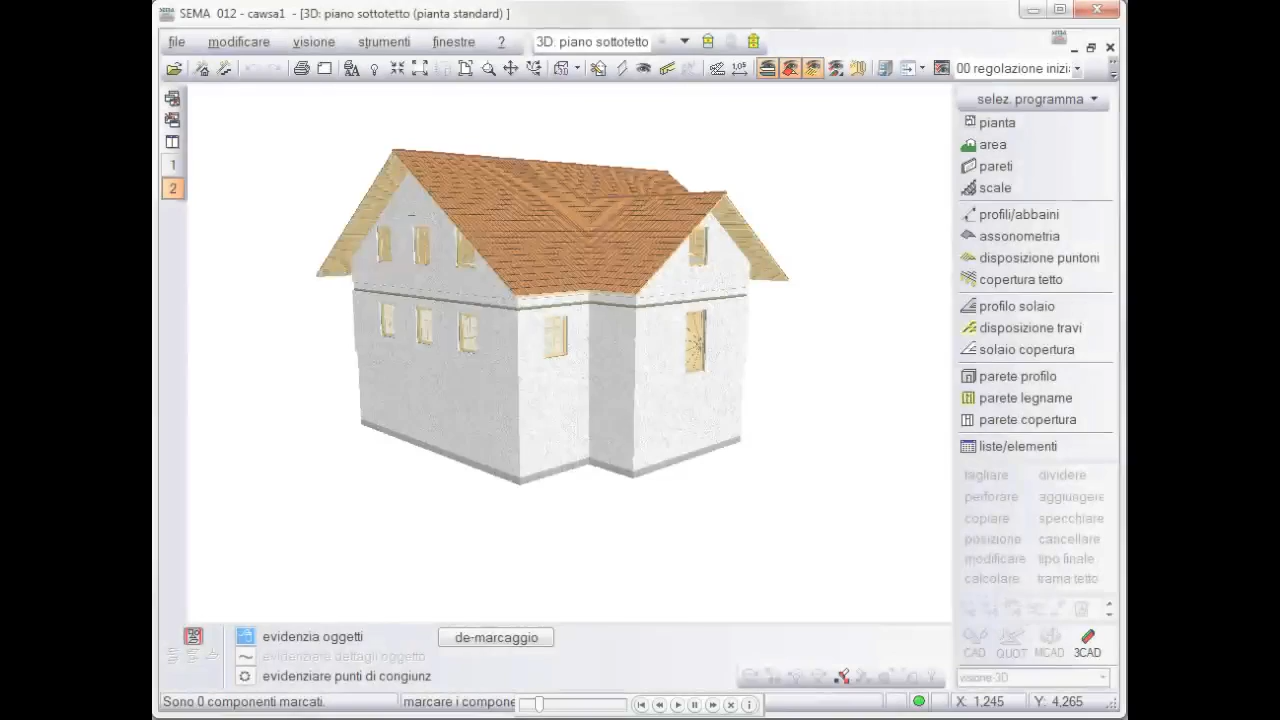 SEMA 012 - cawsa1 - [3D: piano sottotetto (pianta standard) ]
file modificare visione strumenti finestre ? 3D: piano sottotetto
1,05 00 regolazione inizi:
selez. programma
pianta
area
pareti
1
scale
2
profili/abbaini
assonometria
disposizione puntoni
copertura tetto
profilo solaio
disposizione travi
solaio copertura
parete profilo
parete legname
parete copertura
liste/elementi
tagliare dividere
perforare aggiungere
copiare specchiare
posizione cancellare
modificare tipo finale
calcolare trama tetto
evidenzia oggetti de-marcaggio
CAD QUOT MCAD 3CAD
evidenziare dettagli oggetto
evidenziare punti di congiunz
visione-3D
Sono 0 componenti marcati. marcare i compone X: 1,245 Y: 4,265